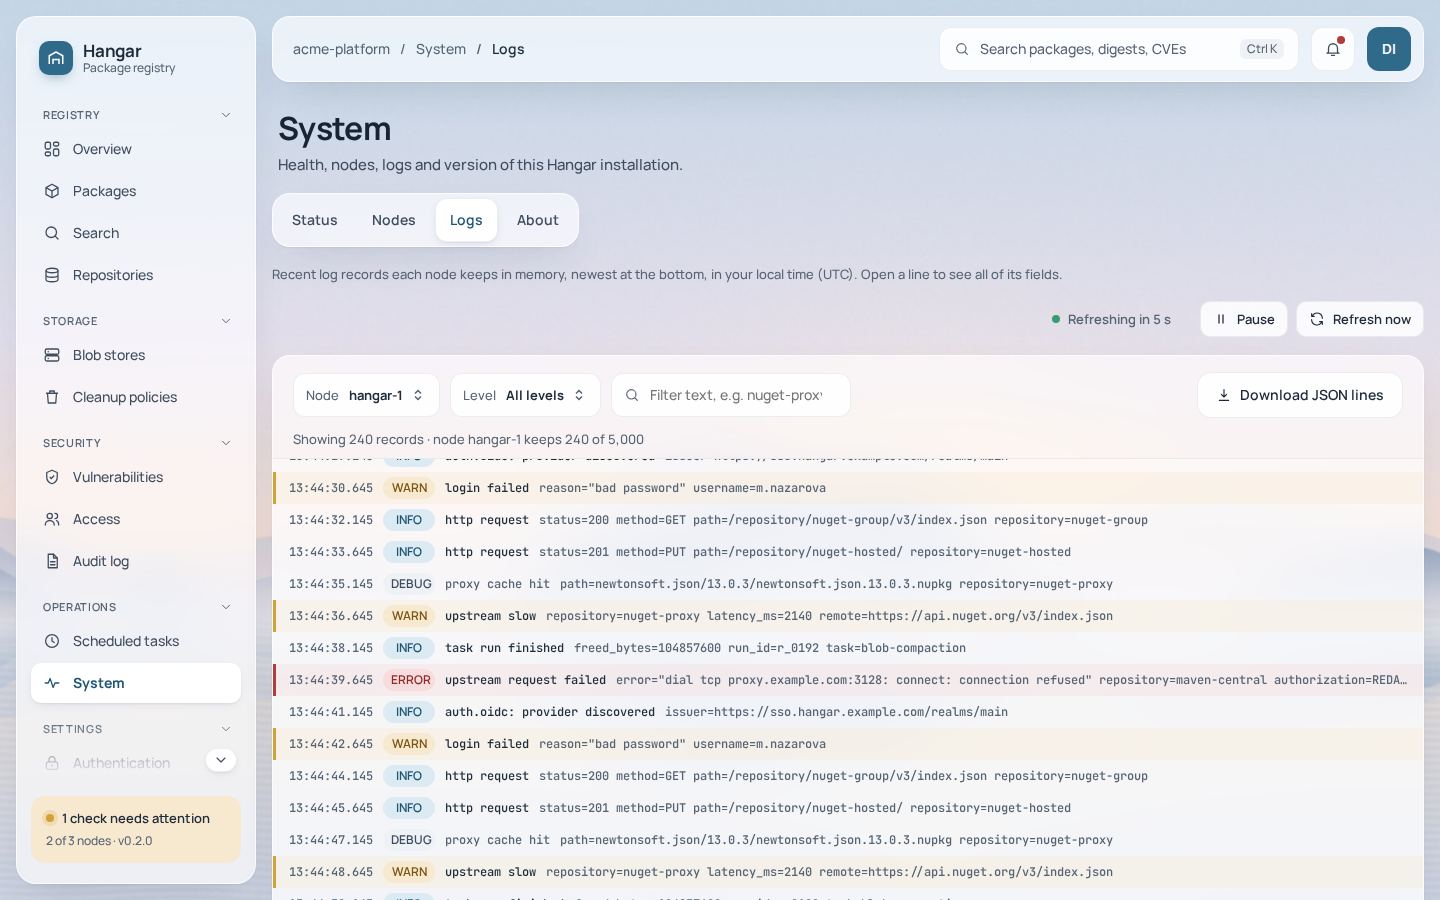 Hangar
Package registry
REGISTRY
Overview
Packages
Search
Repositories
STORAGE
Blob stores
Cleanup policies
SECURITY
Vulnerabilities
Access
Audit log
OPERATIONS
Scheduled tasks
System
SETTINGS
Authentication
1 check needs attention
2 of 3 nodes · v0.2.0
acme-platform / System / Logs
Search packages, digests, CVEs
Ctrl K
DI
System
Health, nodes, logs and version of this Hangar installation.
Status Nodes Logs About
Recent log records each node keeps in memory, newest at the bottom, in your local time (UTC). Open a line to see all of its fields.
Refreshing in 5 s Pause Refresh now
Node hangar-1 Level All levels Filter text, e.g. nuget-proxy Download JSON lines
Showing 240 records · node hangar-1 keeps 240 of 5,000
13:44:30.645 WARN login failed reason="bad password" username=m.nazarova
13:44:32.145 INFO http request status=200 method=GET path=/repository/nuget-group/v3/index.json repository=nuget-group
13:44:33.645 INFO http request status=201 method=PUT path=/repository/nuget-hosted/ repository=nuget-hosted
13:44:35.145 DEBUG proxy cache hit path=newtonsoft.json/13.0.3/newtonsoft.json.13.0.3.nupkg repository=nuget-proxy
13:44:36.645 WARN upstream slow repository=nuget-proxy latency_ms=2140 remote=https://api.nuget.org/v3/index.json
13:44:38.145 INFO task run finished freed_bytes=104857600 run_id=r_0192 task=blob-compaction
13:44:39.645 ERROR upstream request failed error="dial tcp proxy.example.com:3128: connect: connection refused" repository=maven-central authorization=REDA…
13:44:41.145 INFO auth.oidc: provider discovered issuer=https://sso.hangar.example.com/realms/main
13:44:42.645 WARN login failed reason="bad password" username=m.nazarova
13:44:44.145 INFO http request status=200 method=GET path=/repository/nuget-group/v3/index.json repository=nuget-group
13:44:45.645 INFO http request status=201 method=PUT path=/repository/nuget-hosted/ repository=nuget-hosted
13:44:47.145 DEBUG proxy cache hit path=newtonsoft.json/13.0.3/newtonsoft.json.13.0.3.nupkg repository=nuget-proxy
13:44:48.645 WARN upstream slow repository=nuget-proxy latency_ms=2140 remote=https://api.nuget.org/v3/index.json